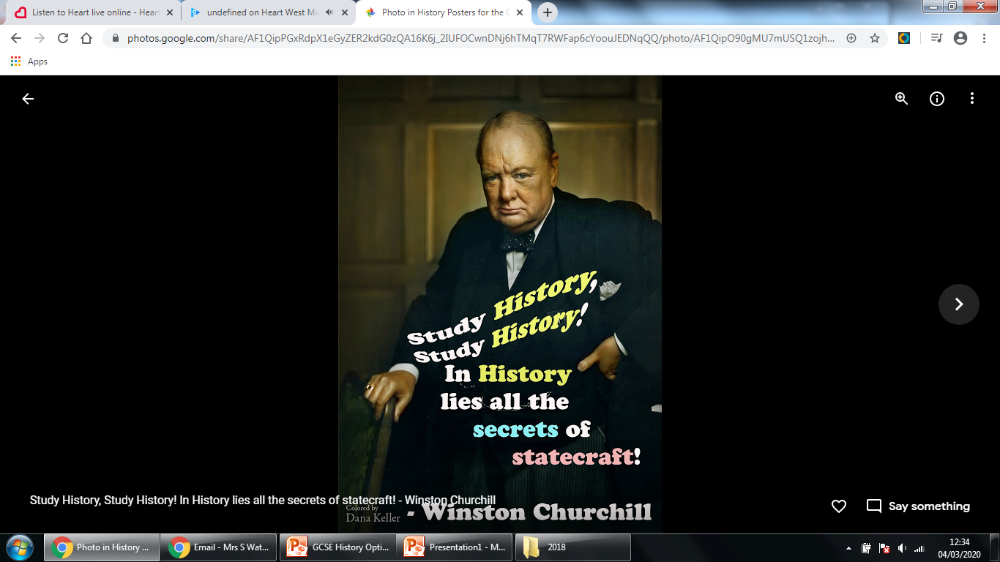 Listen to Heart live online - Hear
undefined on Heart West Mi
Photo in History Posters for the C
photos.google.com/share/AF1QipPGxRdpX1eGyZER2kdG0zQA16K6j_2IUFOCwnDNj6hTMqT7RWFap6cYoouJEDNqQQ/photo/AF1QipO90gMU7mUSQ1zojh...
Apps
Study History,
Study History!
In History
lies all the
secrets of
statecraft!
Study History, Study History! In History lies all the secrets of statecraft! - Winston Churchill
Colored by
Dana Keller
- Winston Churchill
Say something
Photo in History ...
Email - Mrs S Wat...
GCSE History Opti...
Presentation1 - M...
2018
12:34
04/03/2020